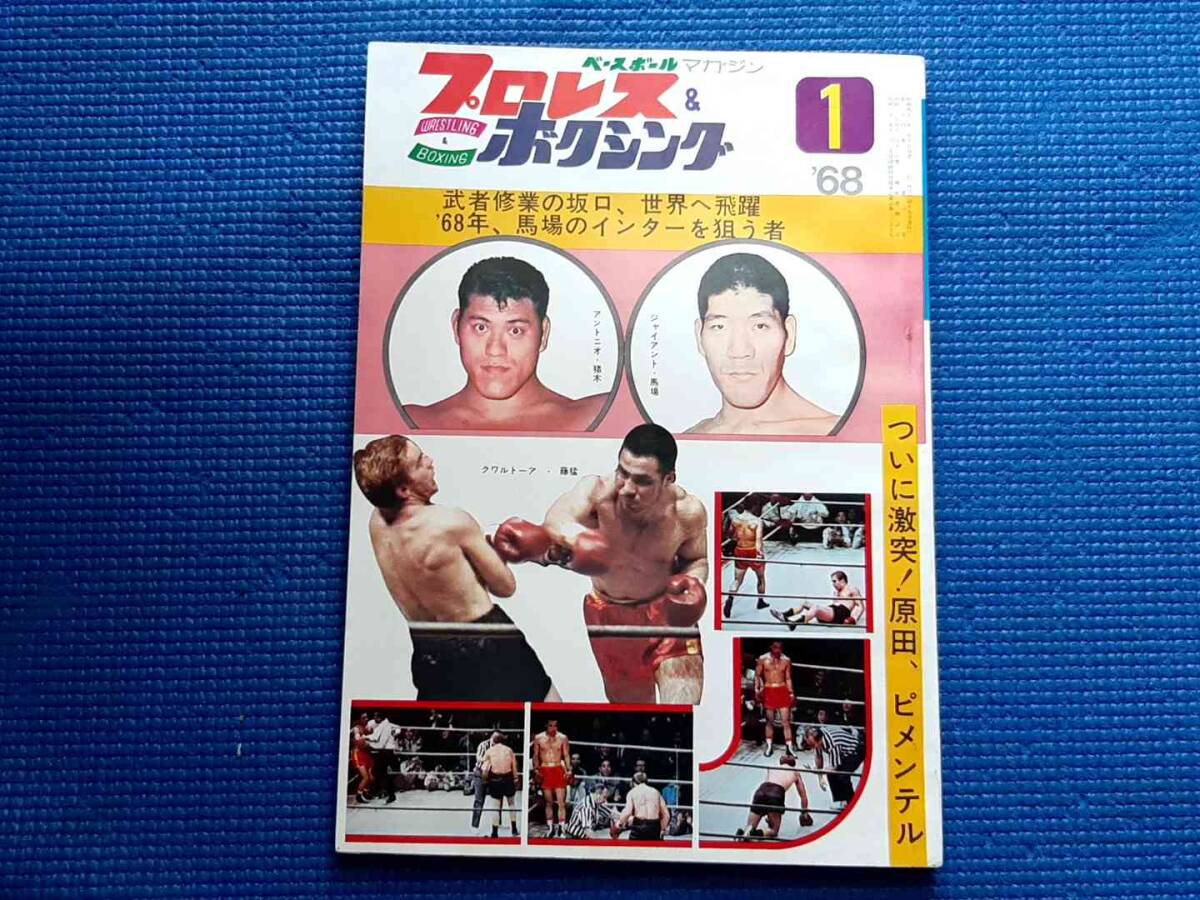 ベースボールマガジン
プロレス&
WRESTLING
&
BOXING
ボクシング
1
'68
武者修業の坂口、世界へ飛躍
'68年、馬場のインターを狙う者
アントニオ・猪木
ジャイアント・馬場
クワルトーア・藤猛
ついに激突!原田、ピメンテル